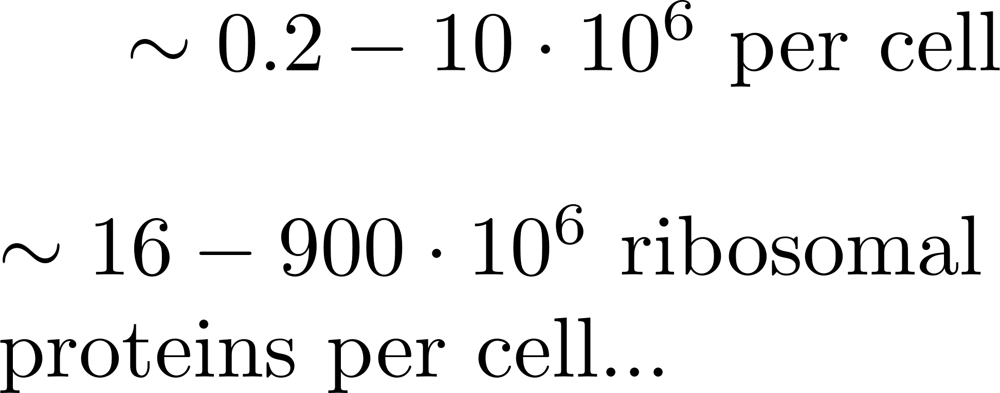 ∼ 0.2 − 10 · 10⁶ per cell
∼ 16 − 900 · 10⁶ ribosomal
proteins per cell...